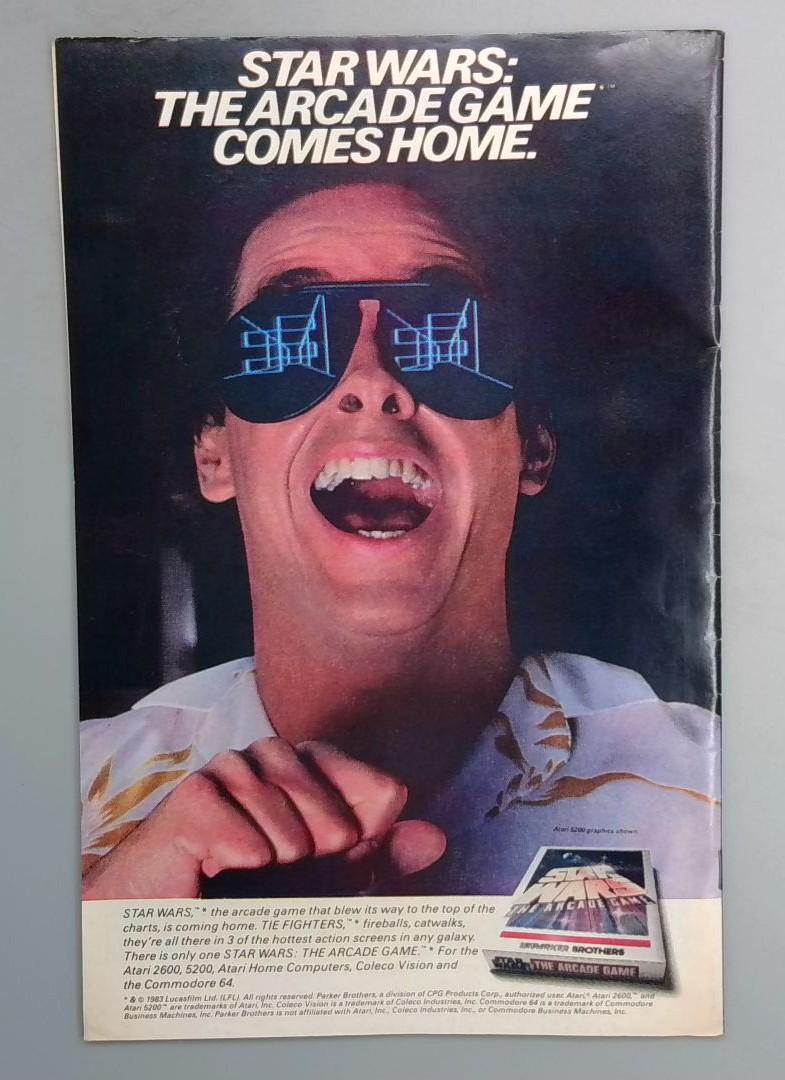 STAR WARS:
THE ARCADE GAME*™
COMES HOME.
Atari 5200 graphics shown.
STAR WARS,™* the arcade game that blew its way to the top of the
charts, is coming home. TIE FIGHTERS,™* fireballs, catwalks,
they're all there in 3 of the hottest action screens in any galaxy.
There is only one STAR WARS: THE ARCADE GAME.™* For the
Atari 2600, 5200, Atari Home Computers, Coleco Vision and
the Commodore 64.
STAR
WARS
THE ARCADE GAME
PARKER BROTHERS
STAR WARS THE ARCADE GAME
* & © 1983 Lucasfilm Ltd. (LFL). All rights reserved. Parker Brothers, a division of CPG Products Corp., authorized user. Atari,® Atari 2600,™ and
Atari 5200™ are trademarks of Atari, Inc. Coleco Vision is a trademark of Coleco Industries, Inc. Commodore 64 is a trademark of Commodore
Business Machines, Inc. Parker Brothers is not affiliated with Atari, Inc., Coleco Industries, Inc., or Commodore Business Machines, Inc.